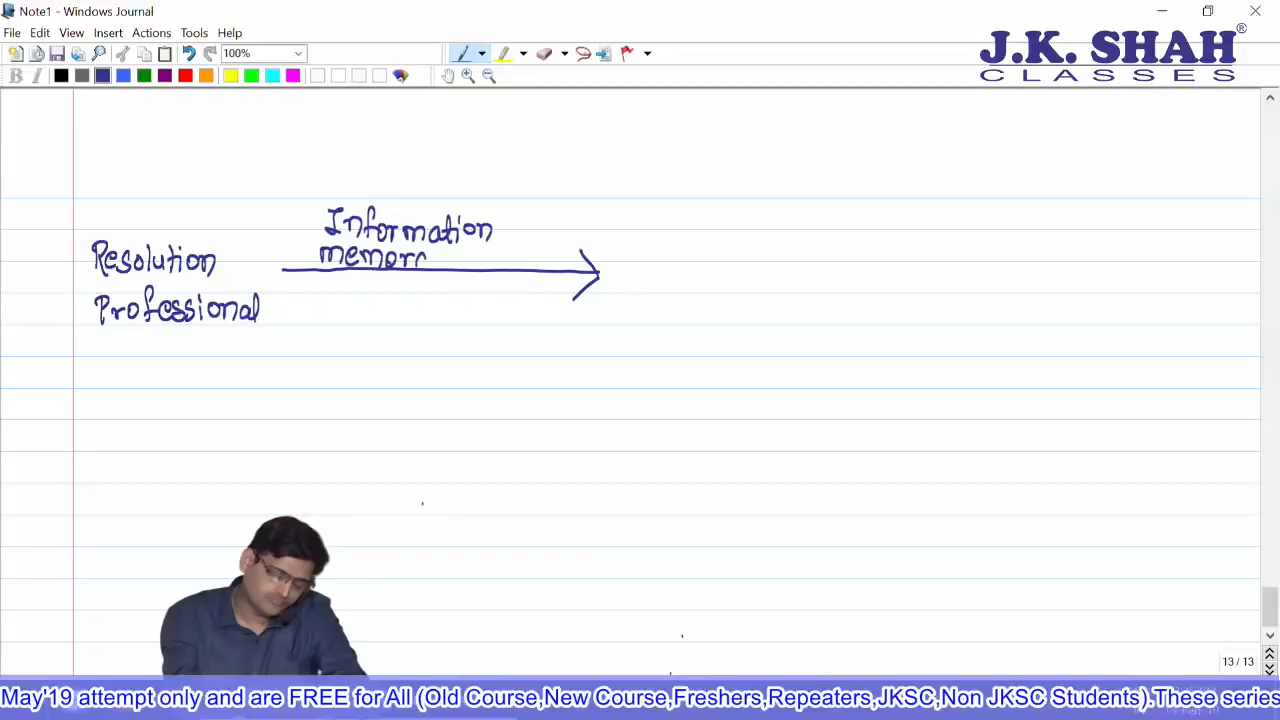 Note1 - Windows Journal
File Edit View Insert Actions Tools Help
100%
J.K. SHAH®
CLASSES
Information
memorr
Resolution
Professional
13 / 13
May'19 attempt only and are FREE for All (Old Course,New Course,Freshers,Repeaters,JKSC,Non JKSC Students).These series